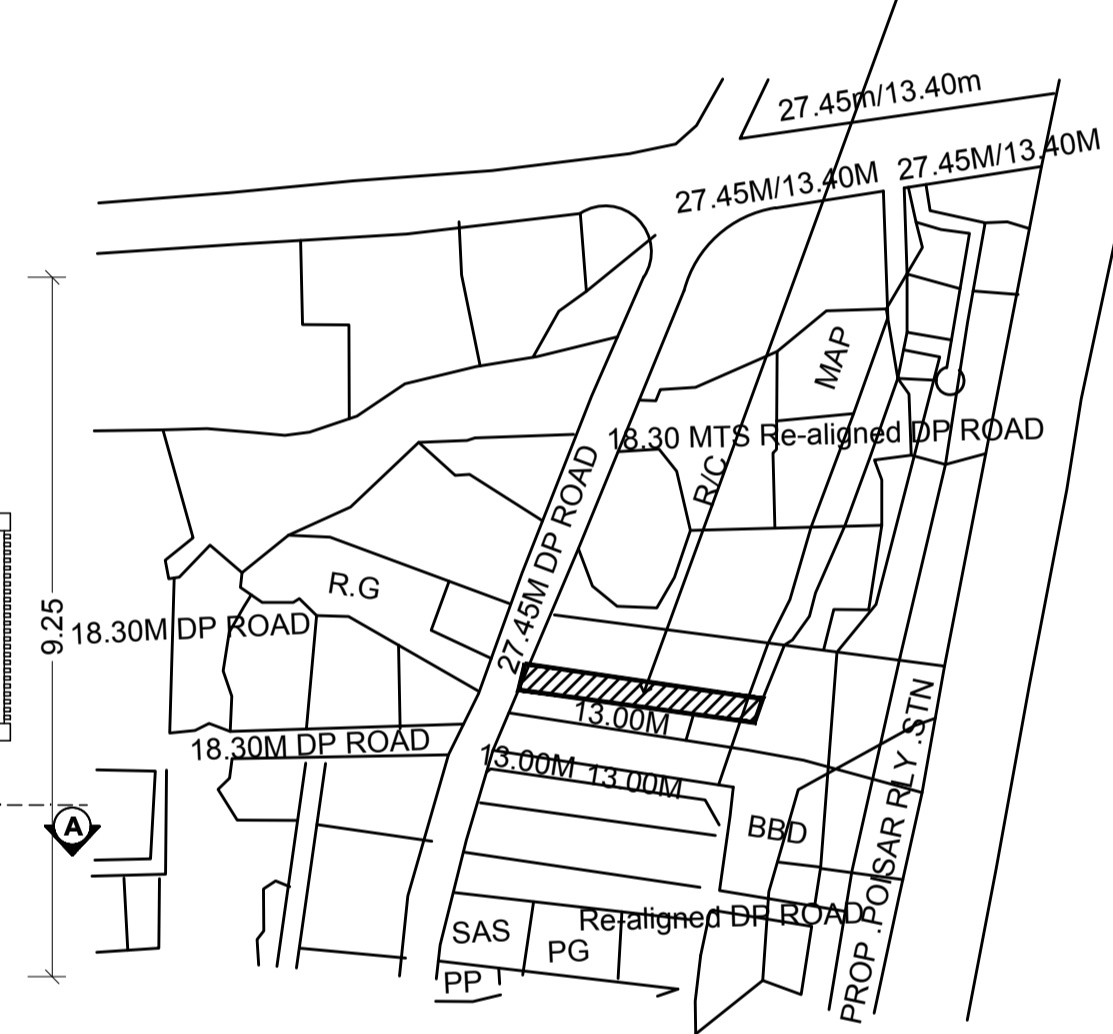 27.45m/13.40m
27.45M/13.40M
27.45M/13.40M
MAP
18.30 MTS Re-aligned DP ROAD
R/C
27.45M DP ROAD
R.G
9.25
18.30M DP ROAD
13.00M
18.30M DP ROAD
13.00M
13.00M
A
BBD
PROP .POISAR RLY .STN
Re-aligned DP ROAD
SAS
PG
PP